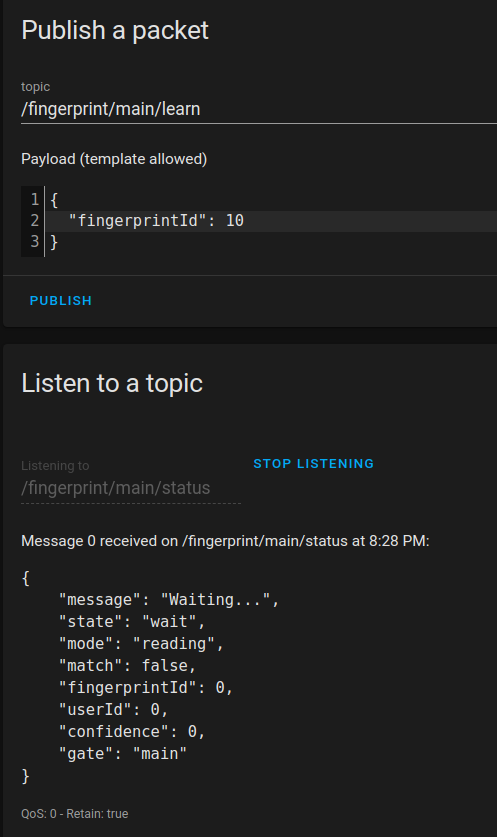 Publish a packet
topic
/fingerprint/main/learn
Payload (template allowed)
1 {
2   "fingerprintId": 10
3 }
PUBLISH
Listen to a topic
Listening to
STOP LISTENING
/fingerprint/main/status
Message 0 received on /fingerprint/main/status at 8:28 PM:
{
    "message": "Waiting...",
    "state": "wait",
    "mode": "reading",
    "match": false,
    "fingerprintId": 0,
    "userId": 0,
    "confidence": 0,
    "gate": "main"
}
QoS: 0 - Retain: true